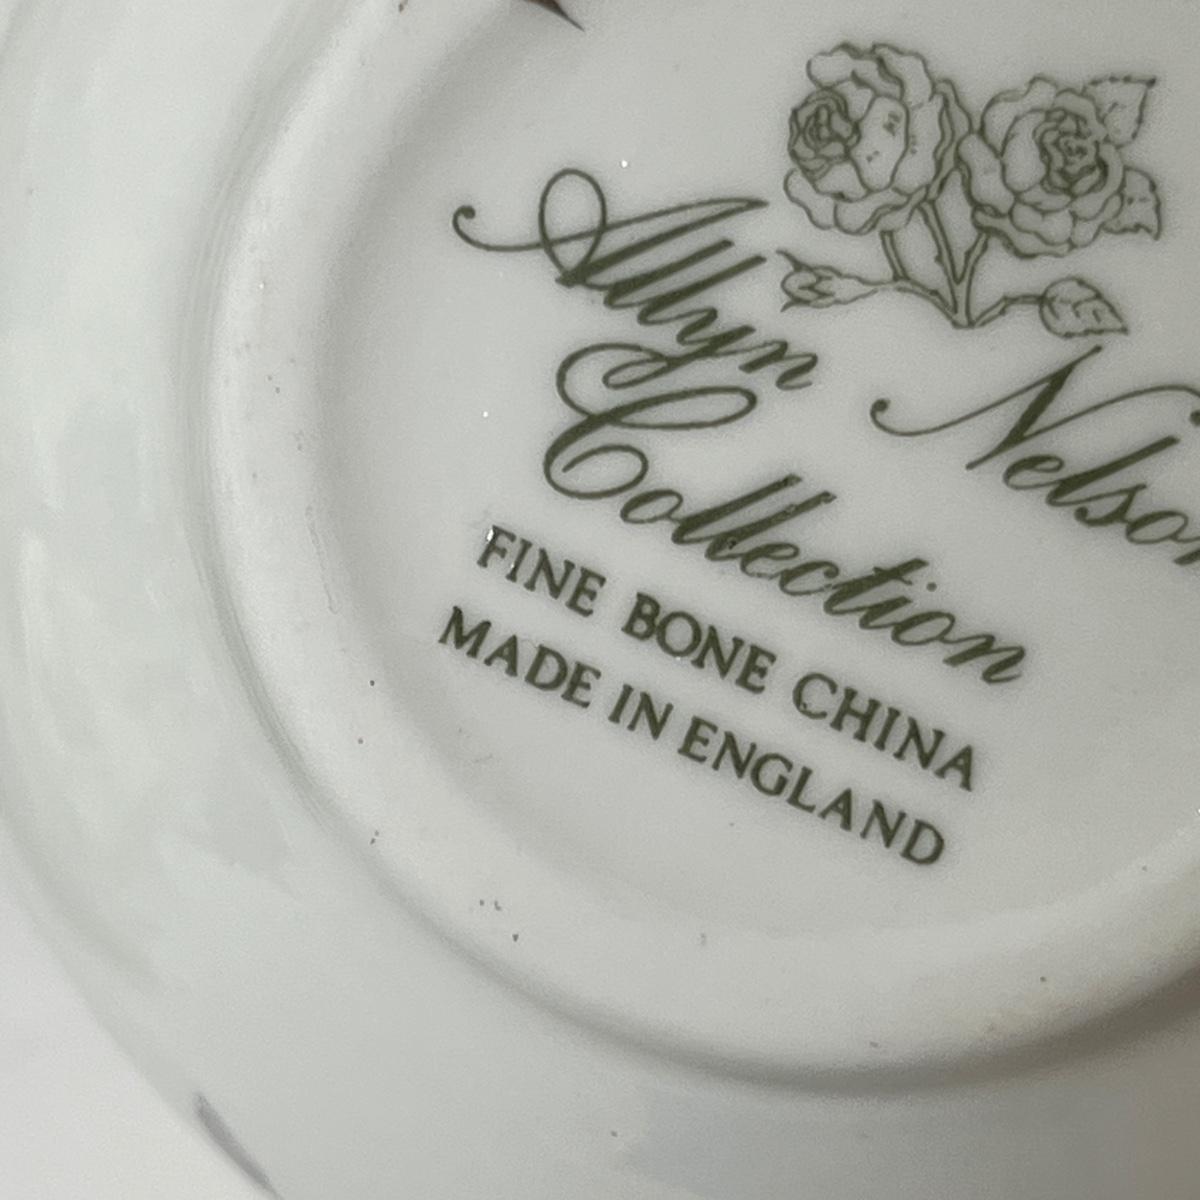 Allyn Nelson
Collection
FINE BONE CHINA
MADE IN ENGLAND